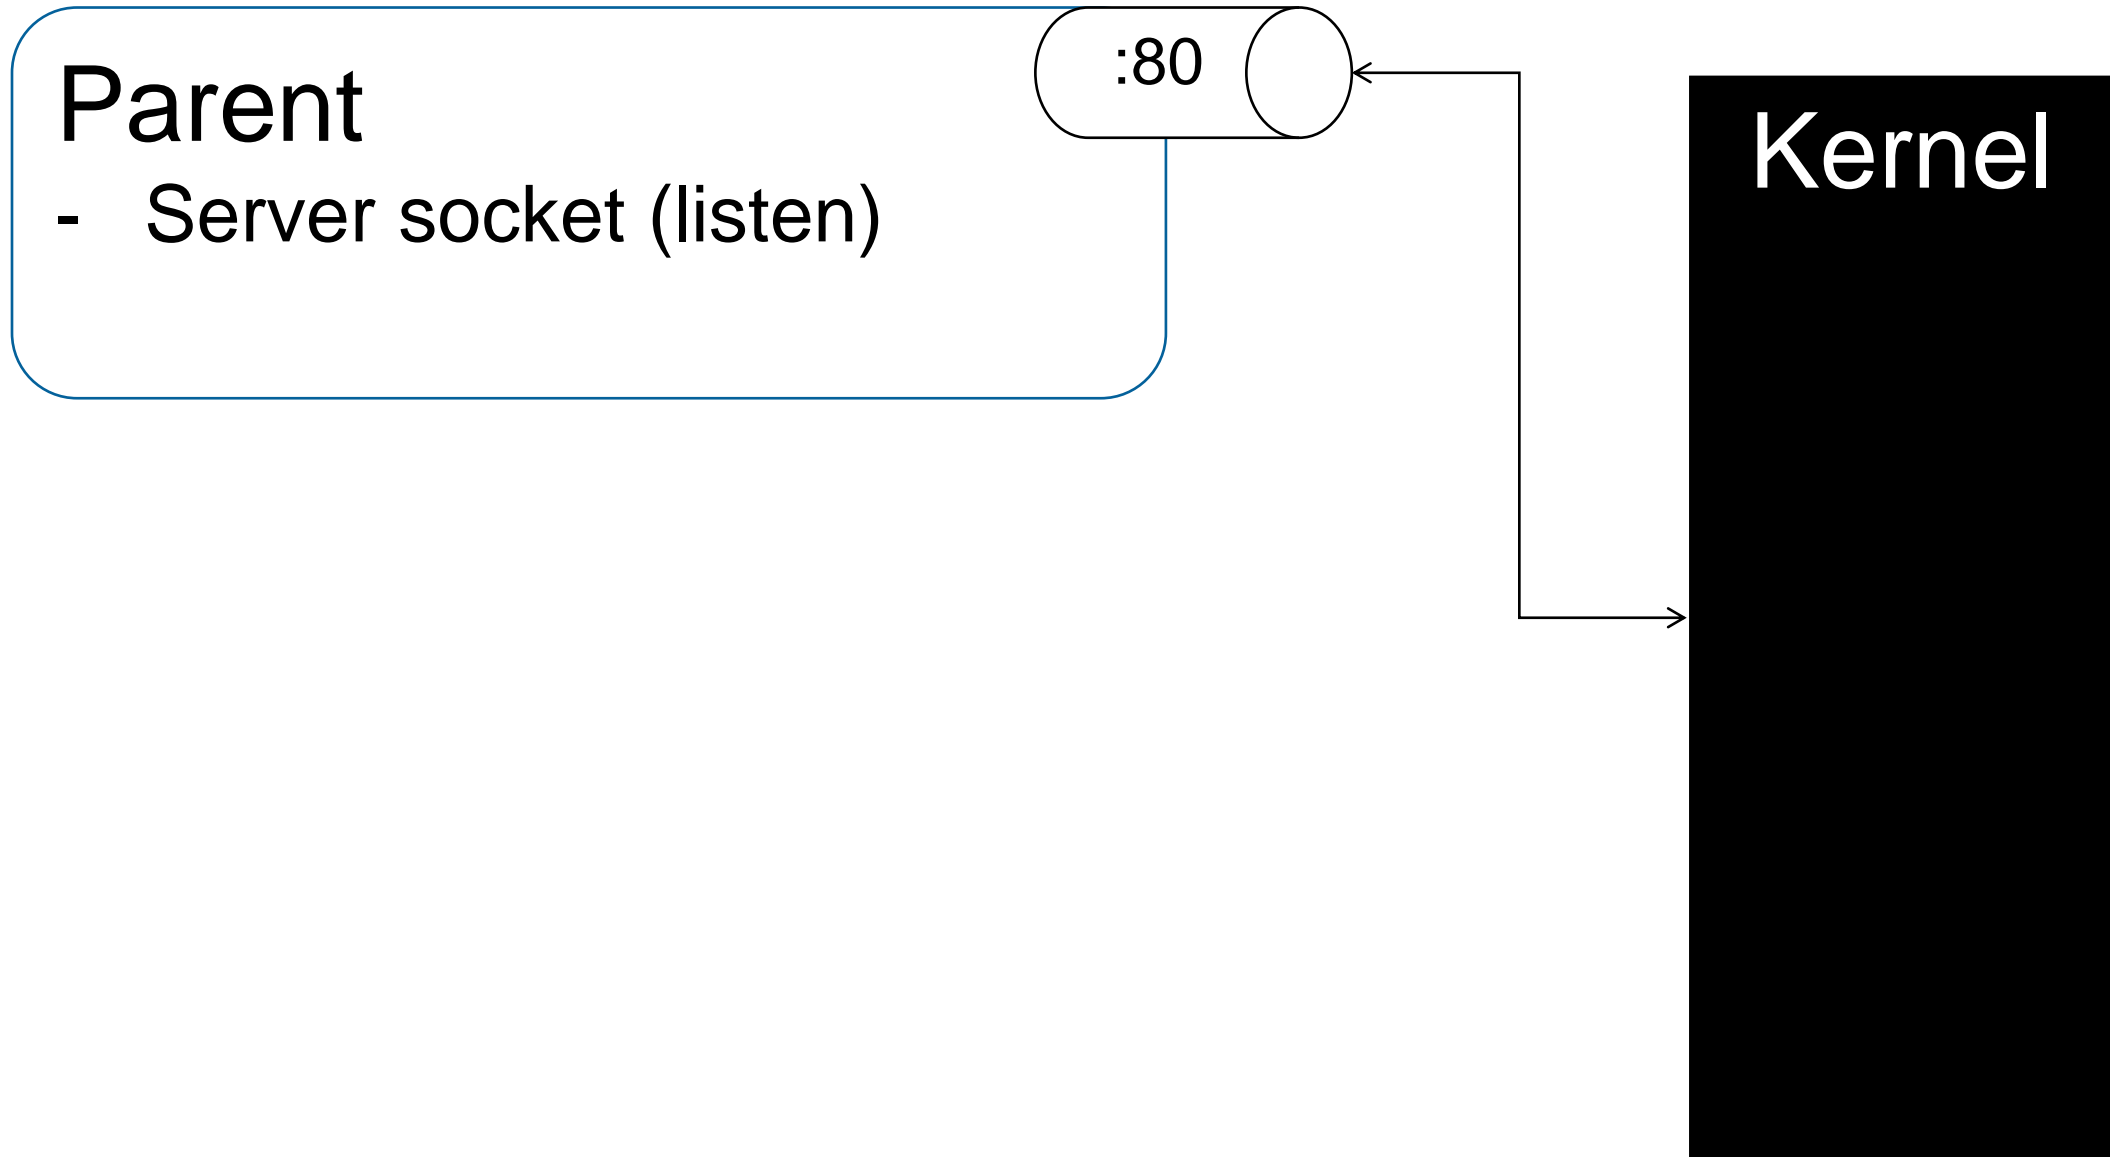 :80
Parent
- Server socket (listen)
Kernel